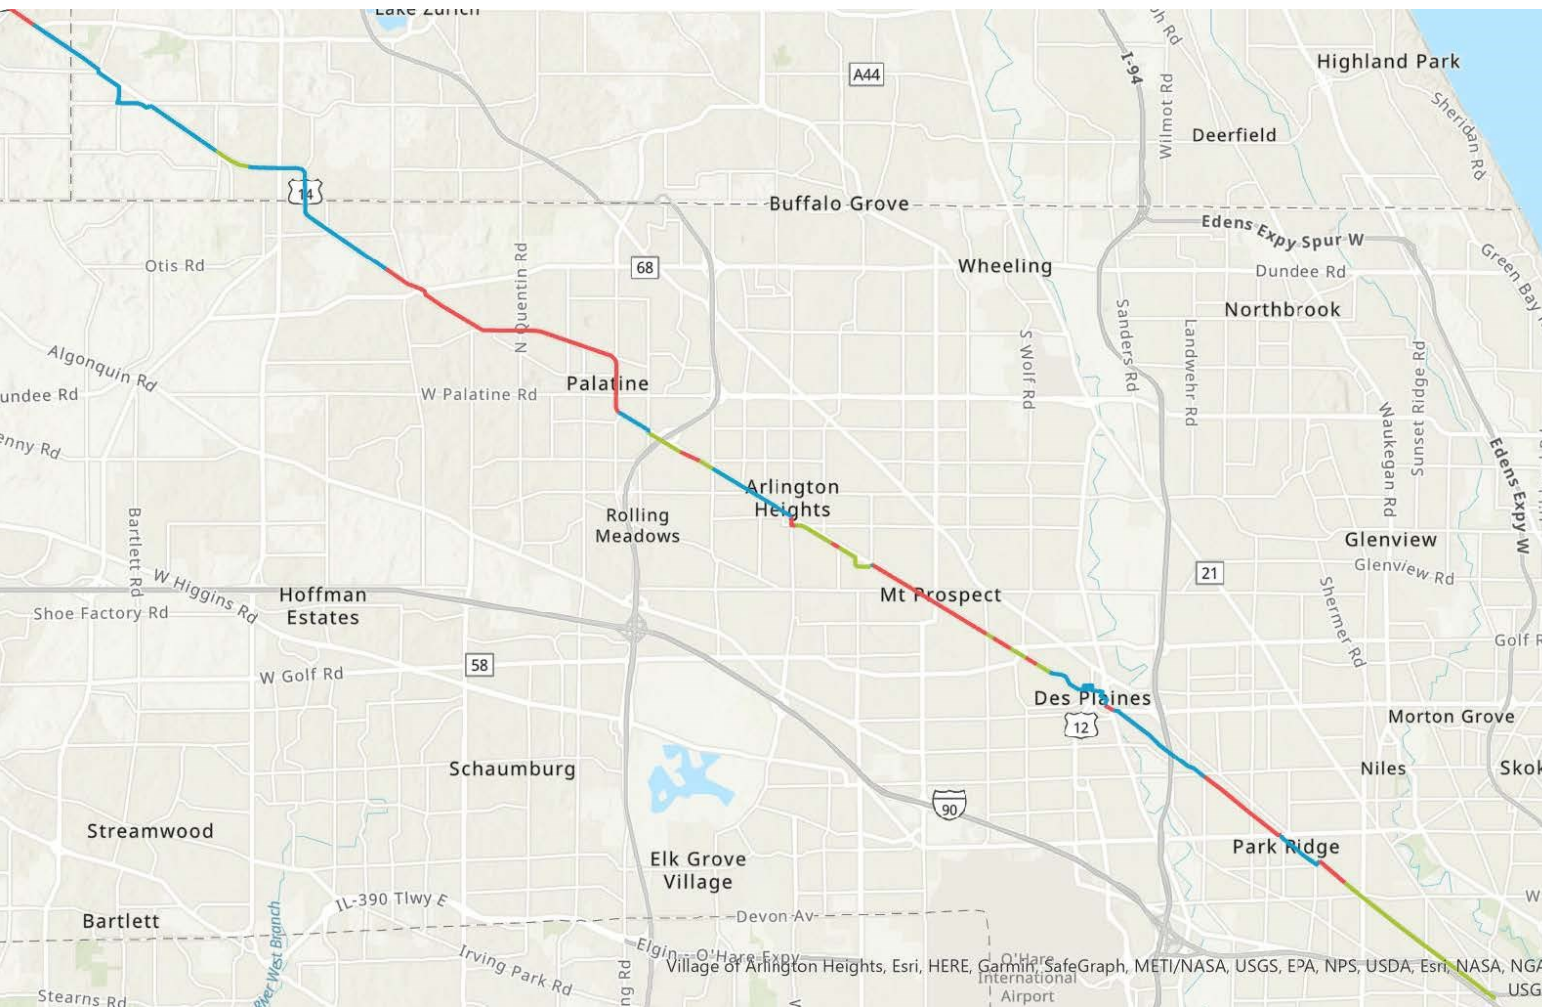 Lake Zurich
Highland Park
I-94
A44
Wilmot Rd
Sheridan Rd
Deerfield
14
Buffalo Grove
Edens Expy Spur W
Otis Rd
N Quentin Rd
68
Wheeling
Dundee Rd
Green Bay
Northbrook
Sanders Rd
Landwehr Rd
S Wolf Rd
Sunset Ridge Rd
Algonquin Rd
Palatine
W Palatine Rd
Waukegan Rd
Edens Expy W
Arlington
Heights
Rolling
Meadows
Bartlett Rd
Glenview
Glenview Rd
21
W Higgins Rd
Hoffman
Estates
Shoe Factory Rd
Mt Prospect
Shermer Rd
Golf R
58
W Golf Rd
Des Plaines
12
Morton Grove
Schaumburg
Niles
Skok
90
Streamwood
Park Ridge
Elk Grove
Village
IL-390 Tlwy E
Bartlett
Devon Av
River West Branch
Irving Park Rd
Elgin - O'Hare Expy
O'Hare
International
Airport
Village of Arlington Heights, Esri, HERE, Garmin, SafeGraph, METI/NASA, USGS, EPA, NPS, USDA, Esri, NASA, NGA
USG
Stearns Rd